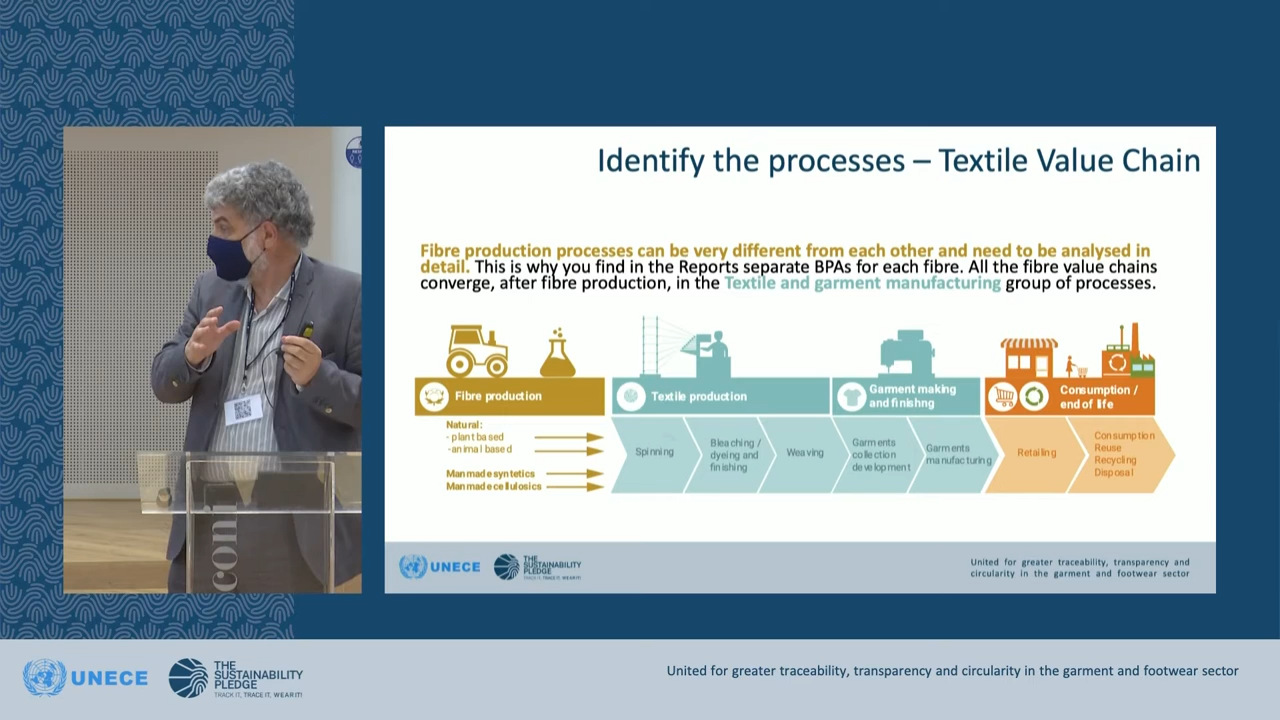 Identify the processes – Textile Value Chain
Fibre production processes can be very different from each other and need to be analysed in
detail. This is why you find in the Reports separate BPAs for each fibre. All the fibre value chains
converge, after fibre production, in the Textile and garment manufacturing group of processes.
Fibre production
Textile production
Garment making
and finishng
Consumption /
end of life
Natural:
- plant based
-animal based
Manmade syntetics
Manmade cellulosics
Spinning
Bleaching /
dyeing and
finishing
Weaving
Garments
collection
development
Garments
manufacturing
Retailing
Consumption
Reuse
Recycling
Disposal
coni
UNECE
THE
SUSTAINABILITY
PLEDGE
TRACK IT, TRACE IT, WEAR IT!
United for greater traceability, transparency and
circularity in the garment and footwear sector
UNECE
THE
SUSTAINABILITY
PLEDGE
TRACK IT, TRACE IT, WEAR IT!
United for greater traceability, transparency and circularity in the garment and footwear sector